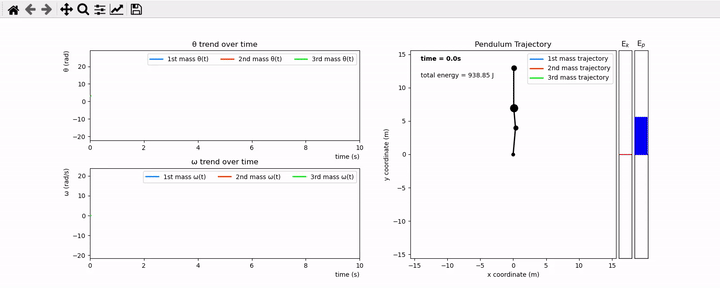 θ trend over time
θ (rad)
1st mass θ(t) 2nd mass θ(t) 3rd mass θ(t)
20
10
0
−10
−20
0 2 4 6 8 10
time (s)
ω trend over time
ω (rad/s)
1st mass ω(t) 2nd mass ω(t) 3rd mass ω(t)
20
10
0
−10
−20
0 2 4 6 8 10
time (s)
Pendulum Trajectory
y coordinate (m)
time = 0.0s
total energy = 938.85 J
1st mass trajectory
2nd mass trajectory
3rd mass trajectory
15
10
5
0
−5
−10
−15
−15 −10 −5 0 5 10 15
x coordinate (m)
Ek Ep